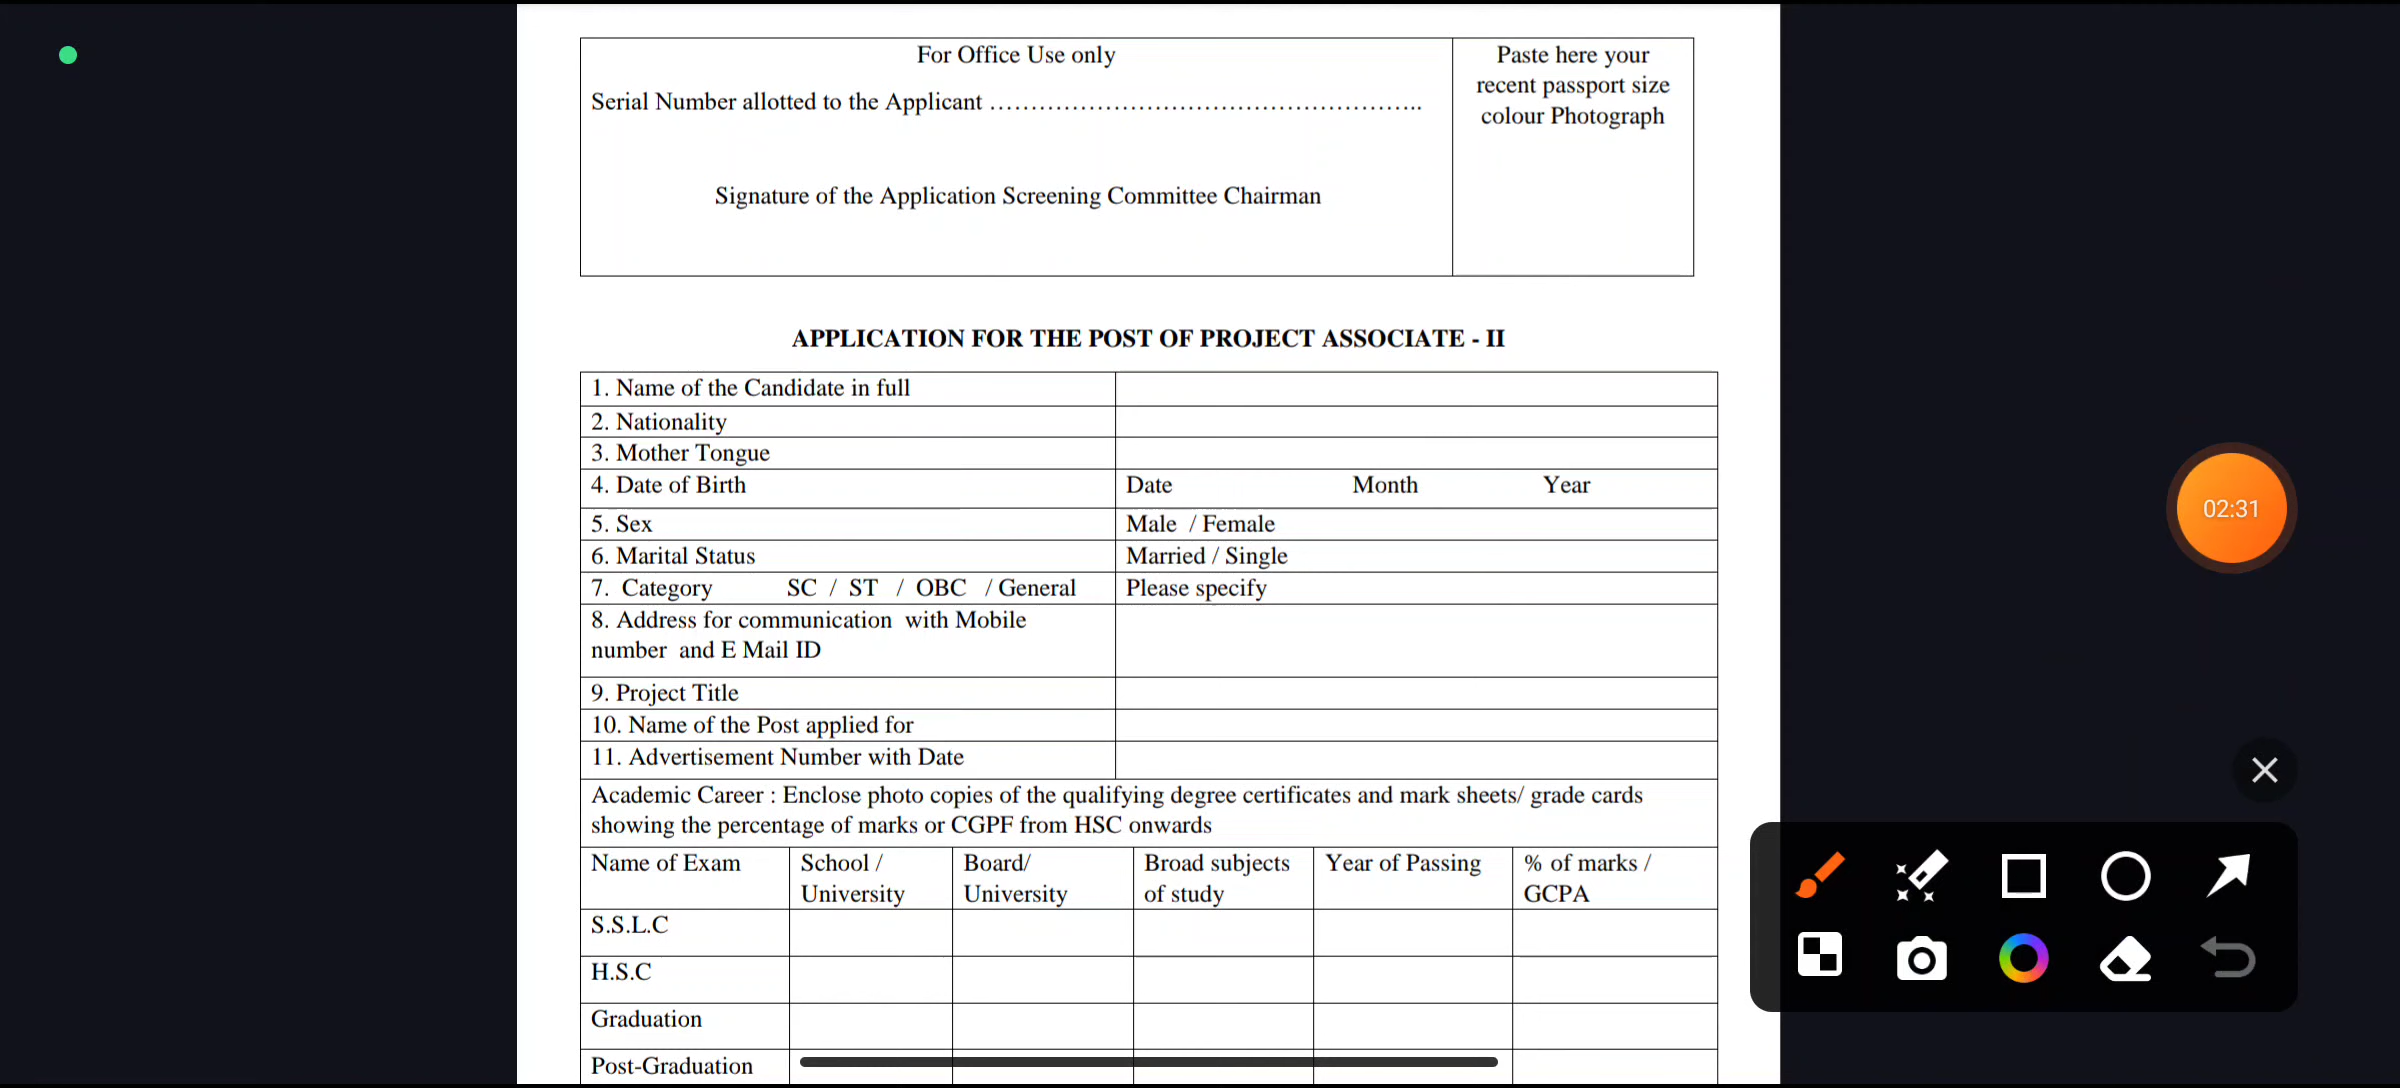 For Office Use only
Serial Number allotted to the Applicant …………………………………………….
Signature of the Application Screening Committee Chairman
Paste here your
recent passport size
colour Photograph
APPLICATION FOR THE POST OF PROJECT ASSOCIATE - II
1. Name of the Candidate in full
2. Nationality
3. Mother Tongue
4. Date of Birth Date Month Year
5. Sex Male / Female
6. Marital Status Married / Single
7. Category SC / ST / OBC / General Please specify
8. Address for communication with Mobile
number and E Mail ID
9. Project Title
10. Name of the Post applied for
11. Advertisement Number with Date
Academic Career : Enclose photo copies of the qualifying degree certificates and mark sheets/ grade cards
showing the percentage of marks or CGPF from HSC onwards
Name of Exam School / Board/ Broad subjects Year of Passing % of marks /
University University of study GCPA
S.S.L.C
H.S.C
Graduation
Post-Graduation
02:31